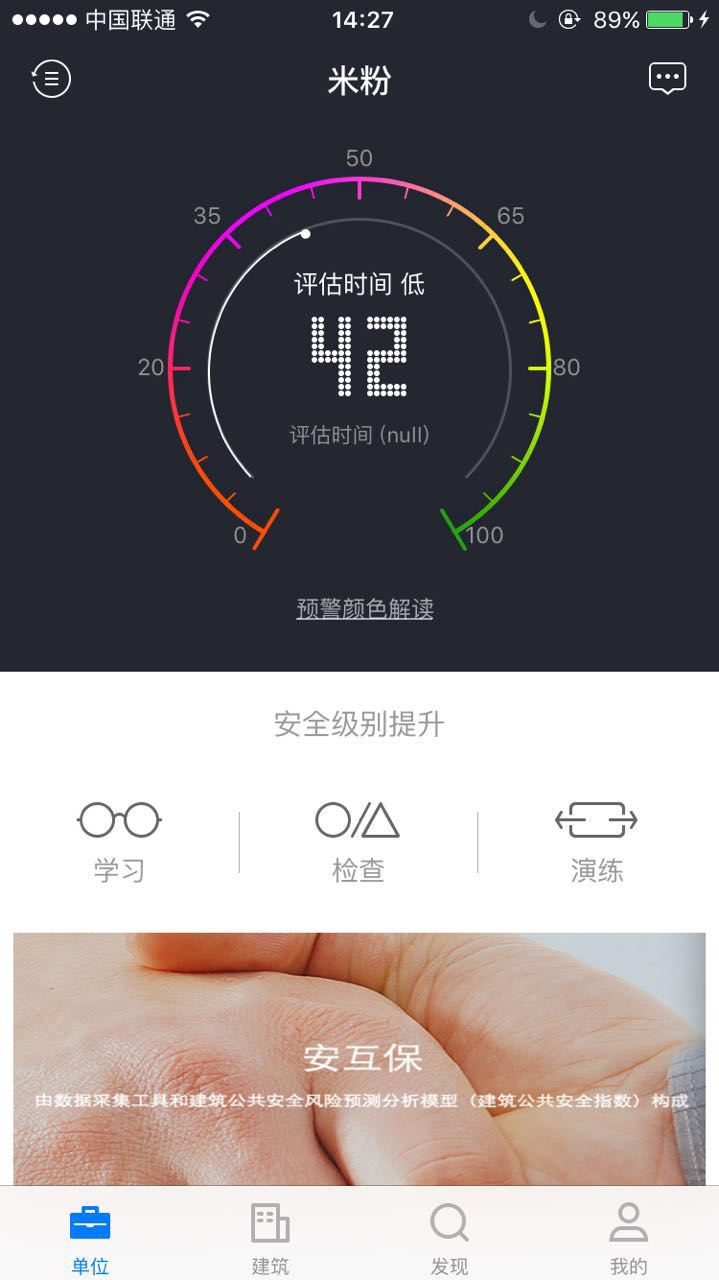 中国联通 14:27 89%
米粉
50
35 65
评估时间 低
42
20 80
评估时间 (null)
0 100
预警颜色解读
安全级别提升
学习 检查 演练
安互保
由数据采集工具和建筑公共安全风险预测分析模型（建筑公共安全指数）构成
单位 建筑 发现 我的